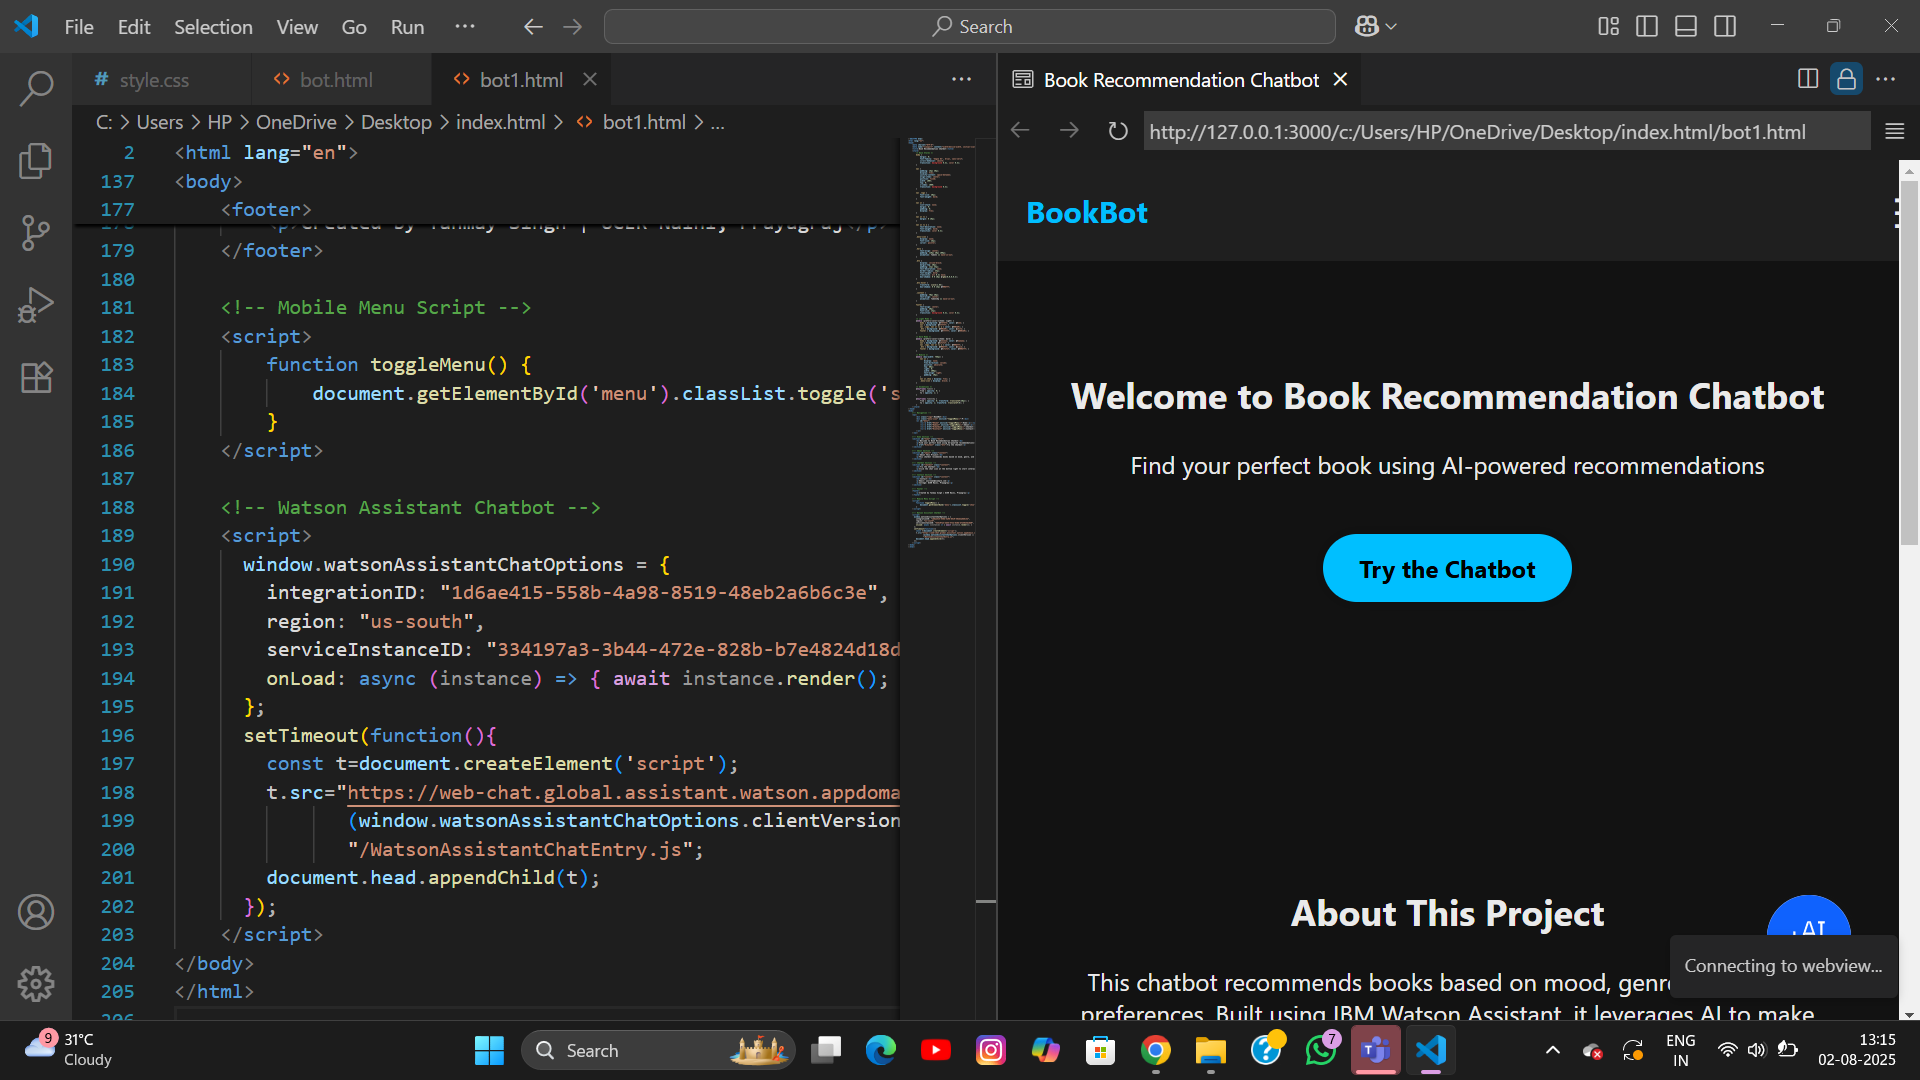 File Edit Selection View Go Run ... Search
# style.css <> bot.html <> bot1.html
C: > Users > HP > OneDrive > Desktop > index.html > <> bot1.html > ...
2 <html lang="en">
137 <body>
177 <footer>
179 </footer>
180
181 <!-- Mobile Menu Script -->
182 <script>
183 function toggleMenu() {
184 document.getElementById('menu').classList.toggle('s
185 }
186 </script>
187
188 <!-- Watson Assistant Chatbot -->
189 <script>
190 window.watsonAssistantChatOptions = {
191 integrationID: "1d6ae415-558b-4a98-8519-48eb2a6b6c3e",
192 region: "us-south",
193 serviceInstanceID: "334197a3-3b44-472e-828b-b7e4824d18d
194 onLoad: async (instance) => { await instance.render();
195 };
196 setTimeout(function(){
197 const t=document.createElement('script');
198 t.src="https://web-chat.global.assistant.watson.appdoma
199 (window.watsonAssistantChatOptions.clientVersion
200 "/WatsonAssistantChatEntry.js";
201 document.head.appendChild(t);
202 });
203 </script>
204 </body>
205 </html>
Book Recommendation Chatbot
http://127.0.0.1:3000/c:/Users/HP/OneDrive/Desktop/index.html/bot1.html
BookBot
Welcome to Book Recommendation Chatbot
Find your perfect book using AI-powered recommendations
Try the Chatbot
About This Project
AI
This chatbot recommends books based on mood, genr
Connecting to webview...
preferences. Built using IBM Watson Assistant, it leverages AI to make
9 31°C
Cloudy
Search
7
ENG
IN
13:15
02-08-2025